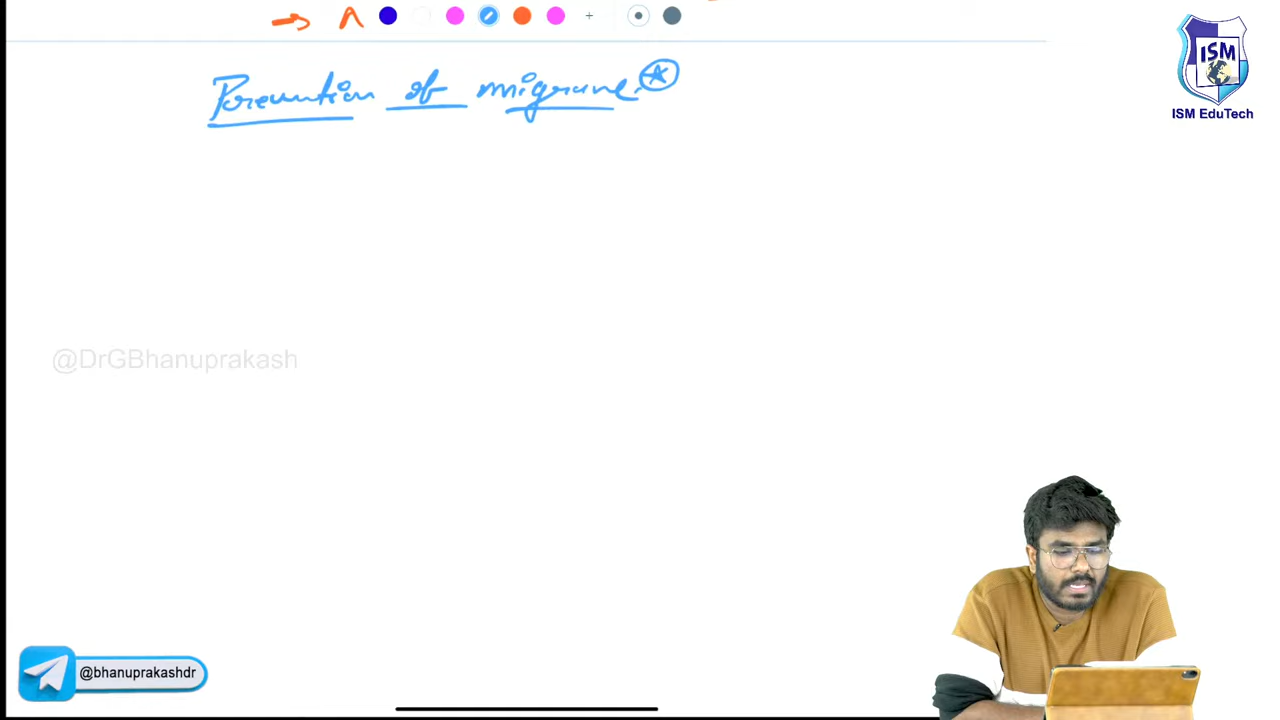 Prevention of migraine.
ISM
ISM EduTech
@DrGBhanuprakash
@bhanuprakashdr